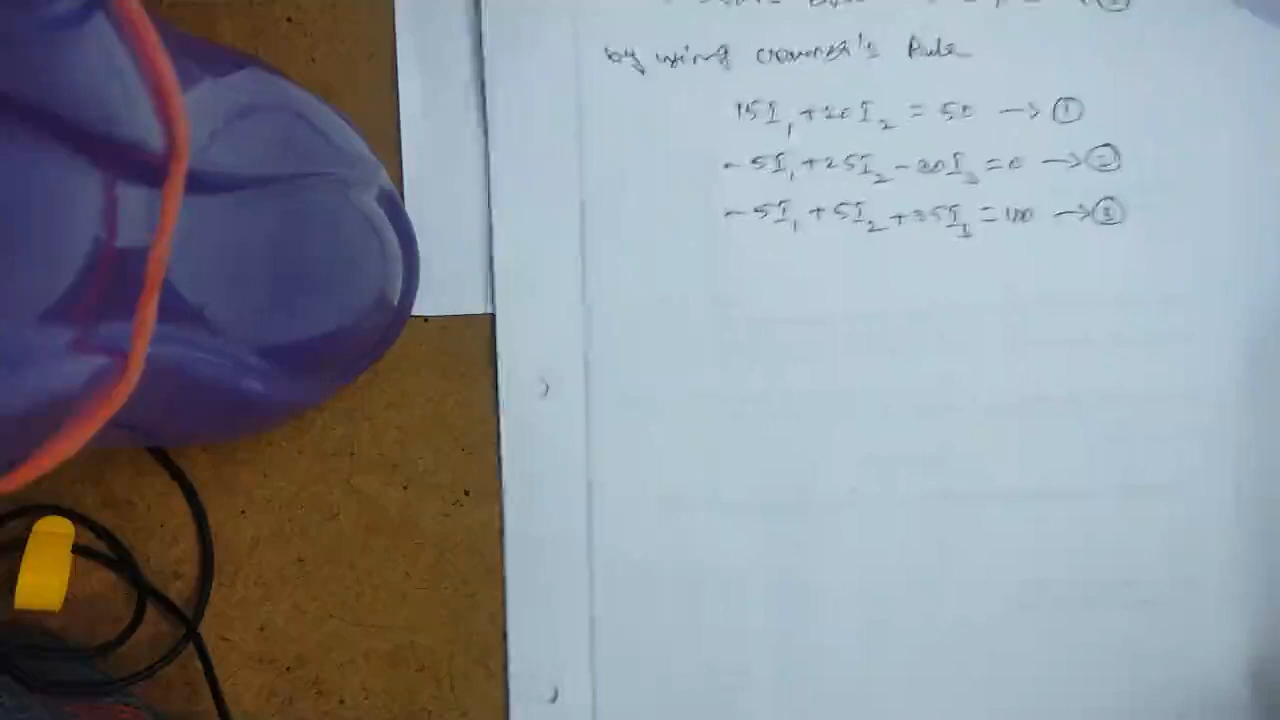 by using cramer's Rule
15I₁ + 20I₂ = 50 → ①
- 5I₁ + 25I₂ - 20I₃ = 0 → ②
- 5I₁ + 5I₂ + 35I₃ = 100 → ③